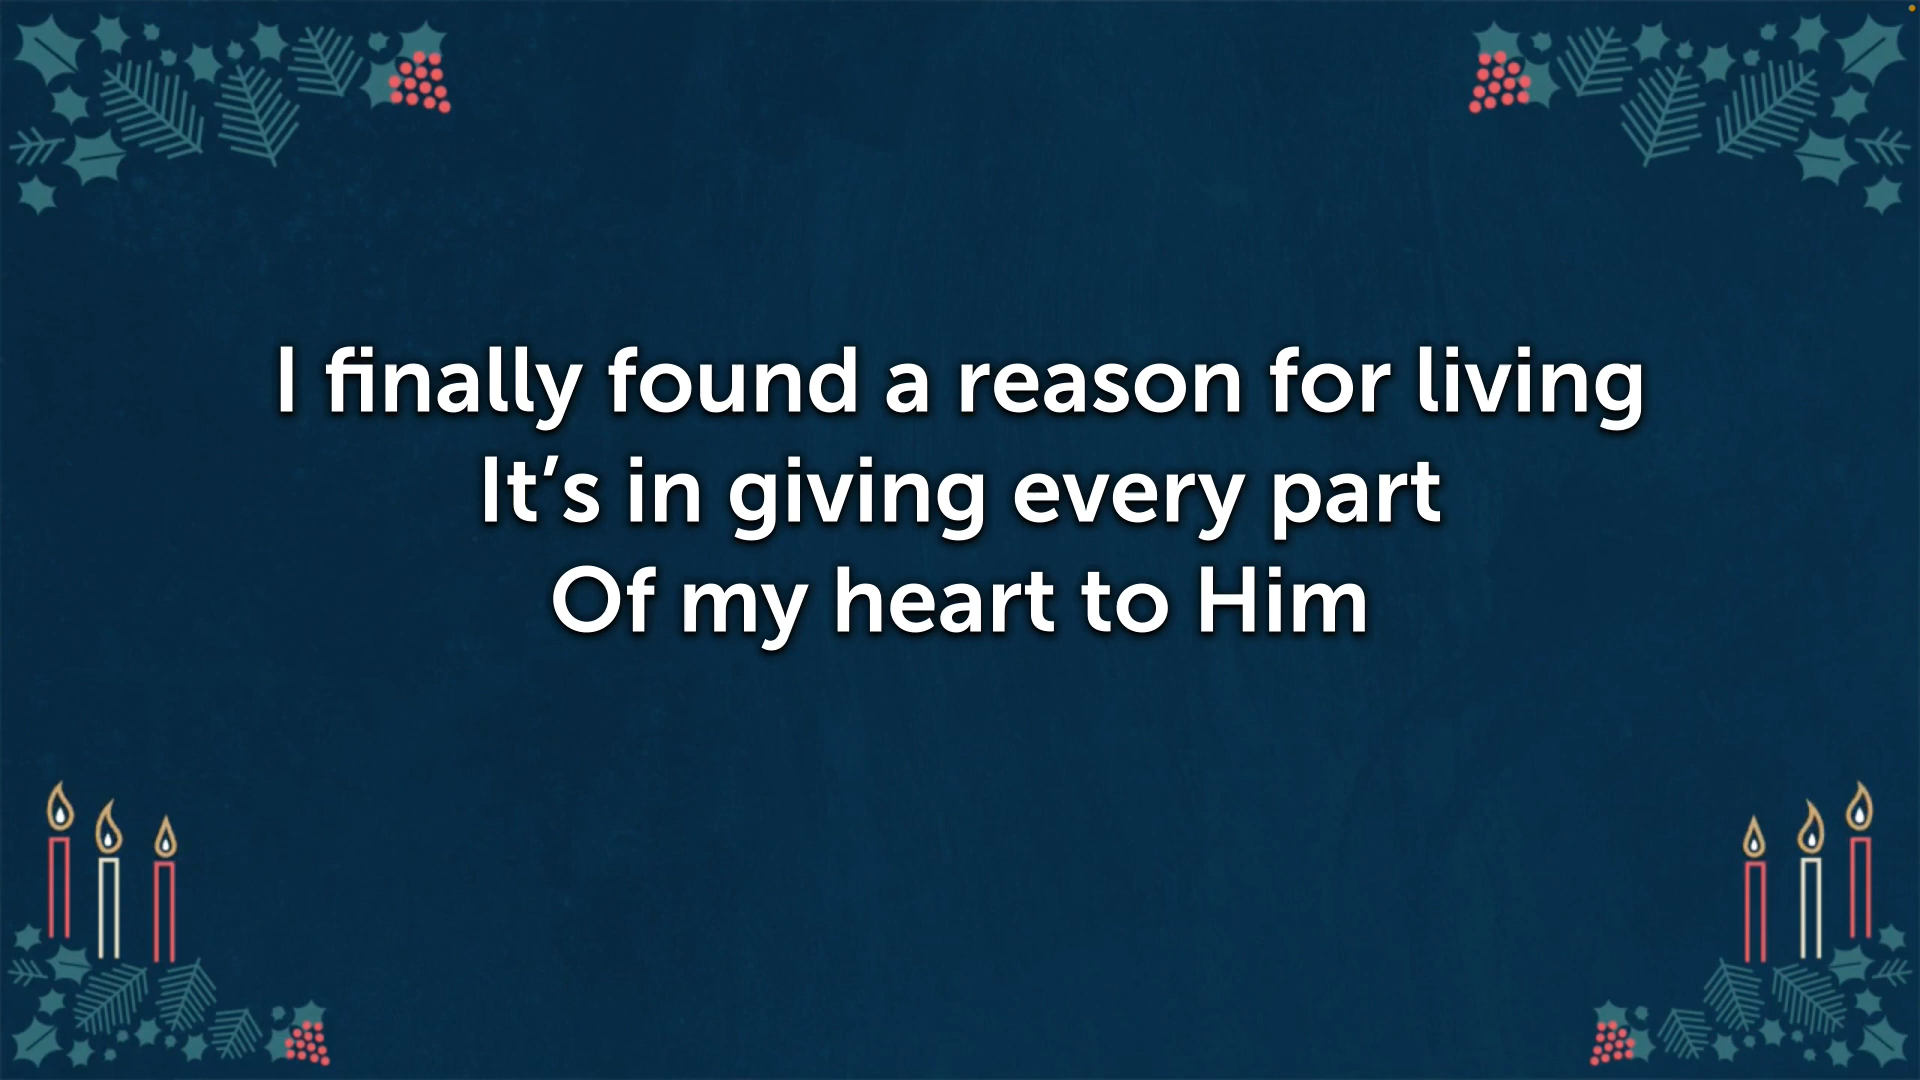 I finally found a reason for living
It’s in giving every part
Of my heart to Him